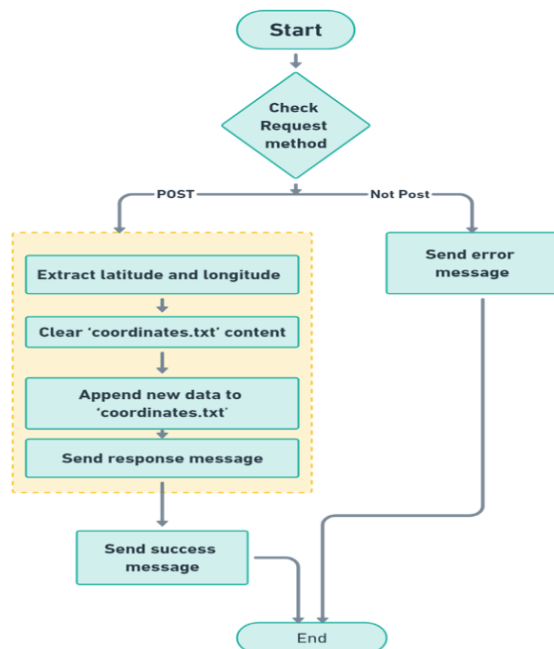 Start
Check
Request
method
POST
Not Post
Send error
message
Extract latitude and longitude
Clear ‘coordinates.txt’ content
Append new data to
‘coordinates.txt’
Send response message
Send success
message
End